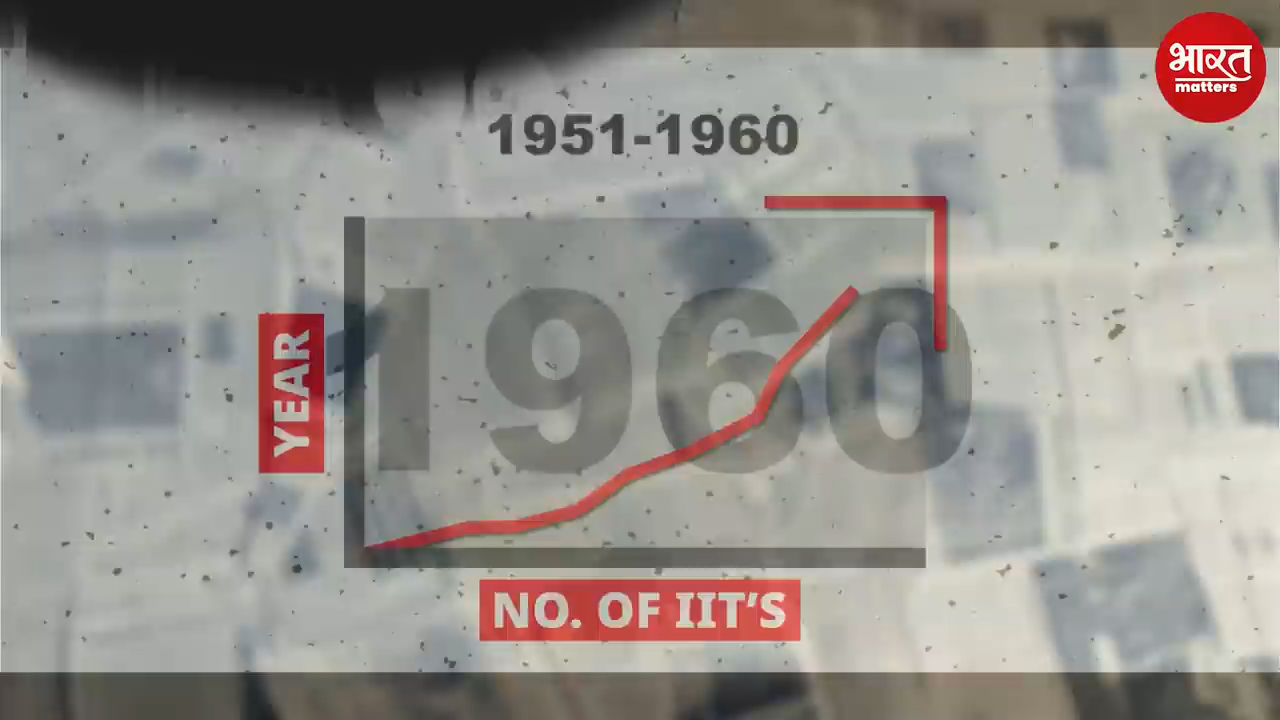 भारत
matters
1951-1960
1960
YEAR
NO. OF IIT'S